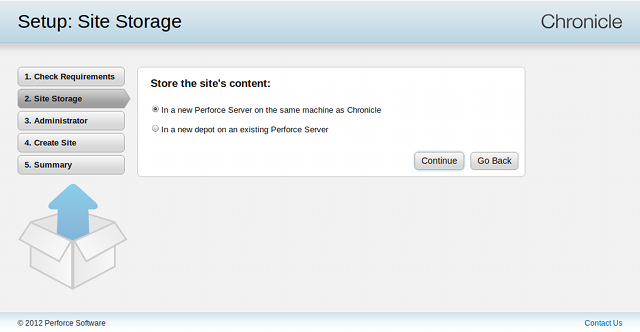 Setup: Site Storage
Chronicle
1. Check Requirements
2. Site Storage
3. Administrator
4. Create Site
5. Summary
Store the site's content:
In a new Perforce Server on the same machine as Chronicle
In a new depot on an existing Perforce Server
Continue
Go Back
© 2012 Perforce Software
Contact Us